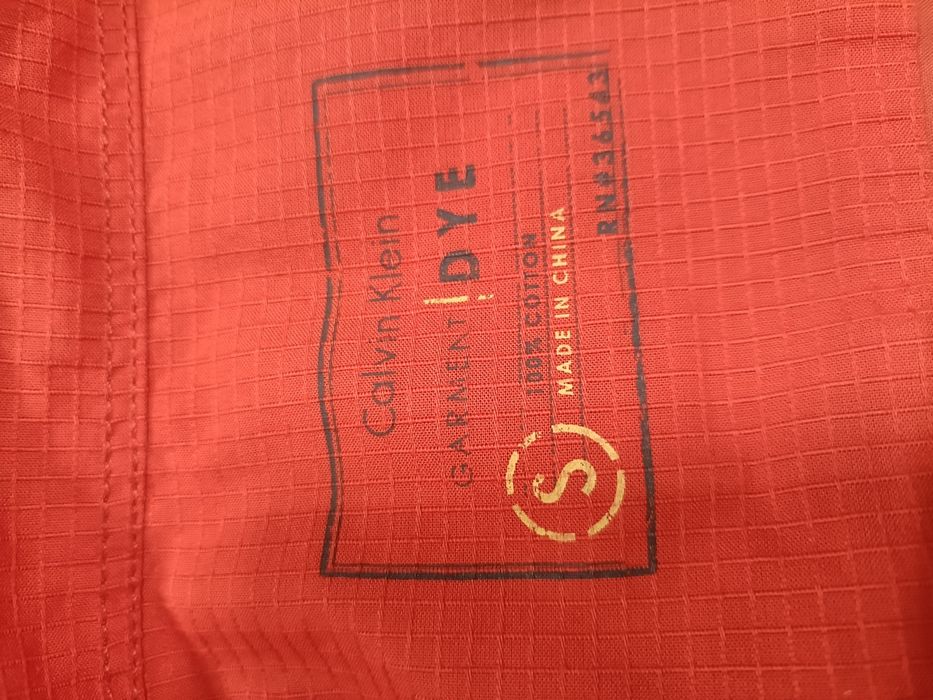 Calvin Klein
GARMENT DYE
100% COTTON
MADE IN CHINA
S
RN#36543